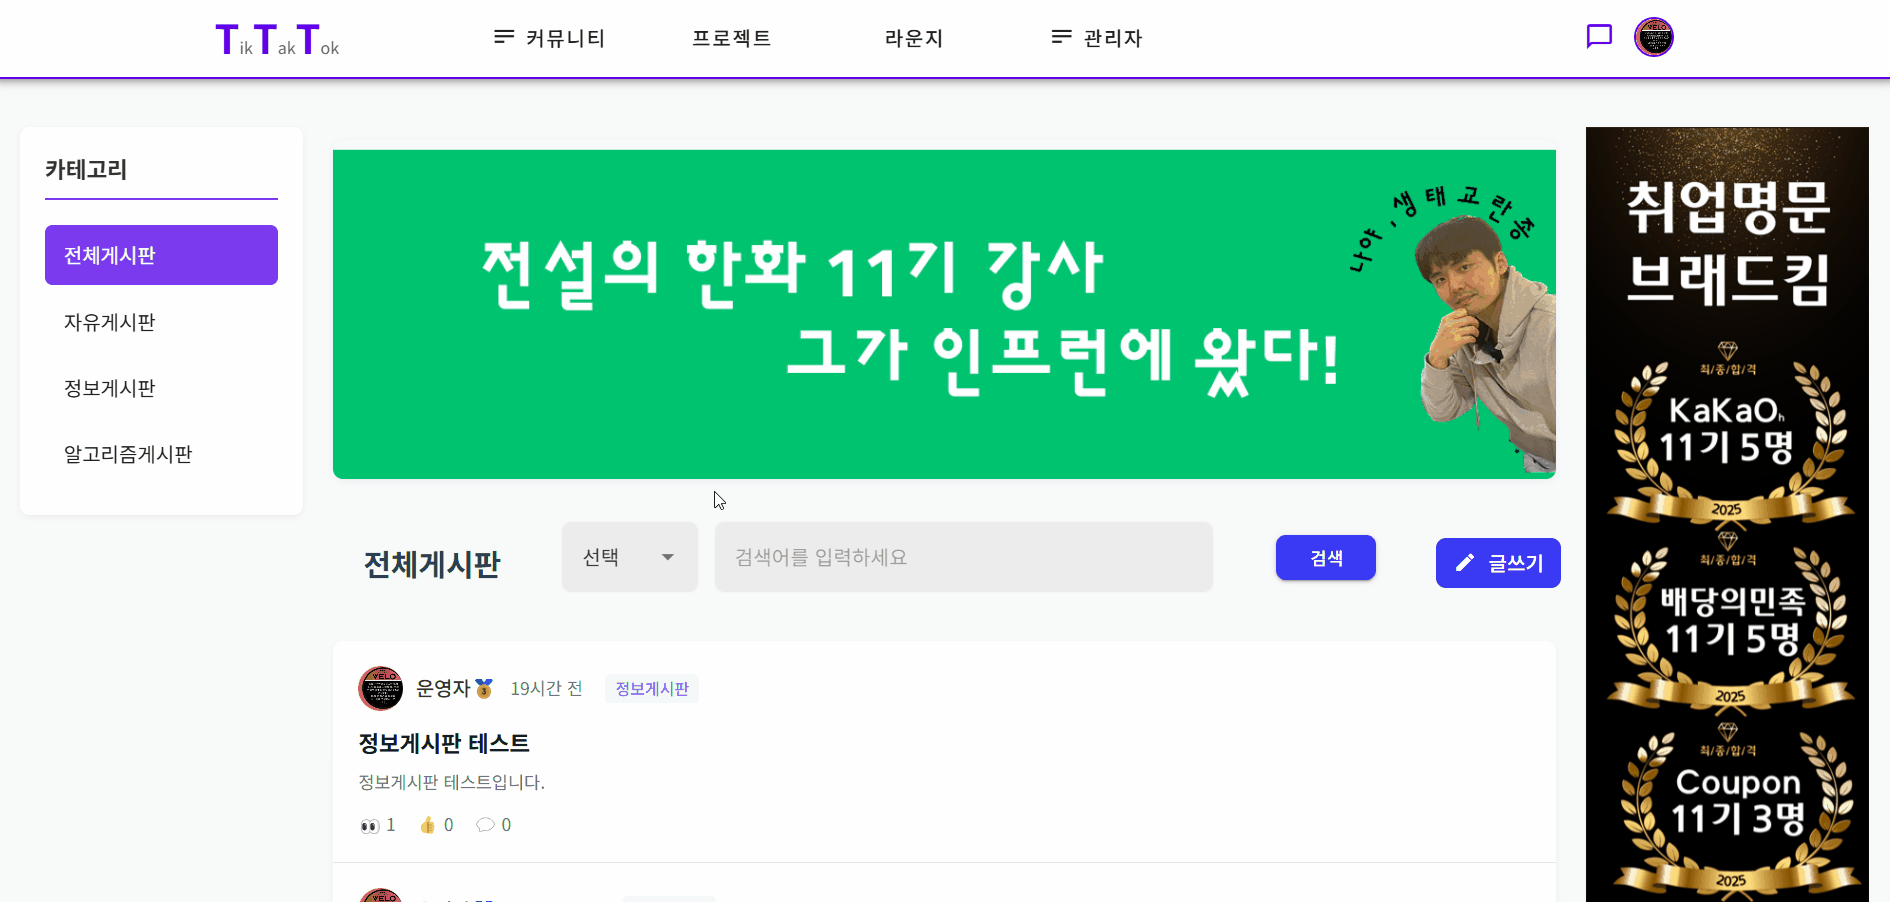 TikTakTok
커뮤니티
프로젝트
라운지
관리자
카테고리
전체게시판
자유게시판
정보게시판
알고리즘게시판
나야, 생태교란종
전설의 한화 11기 강사
그가 인프런에 왔다!
전체게시판
선택
검색어를 입력하세요
검색
글쓰기
운영자
19시간 전
정보게시판
정보게시판 테스트
정보게시판 테스트입니다.
1
0
0
취업명문
브래드킴
최/종/합/격
KaKaOh
11기 5명
2025
배당의민족
11기 5명
2025
최/종/합/격
Coupon
11기 3명
2025